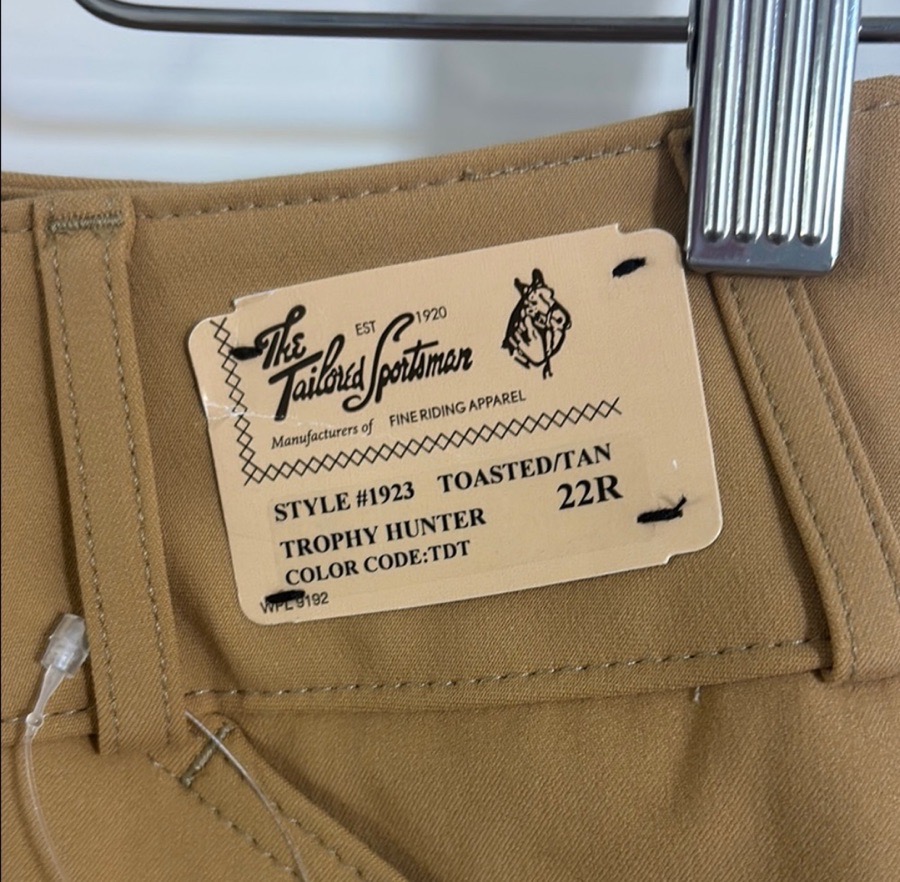 EST 1920
The
Tailored Sportsman
Manufacturers of FINE RIDING APPAREL
STYLE #1923 TOASTED/TAN
TROPHY HUNTER 22R
COLOR CODE:TDT
WPL 9192